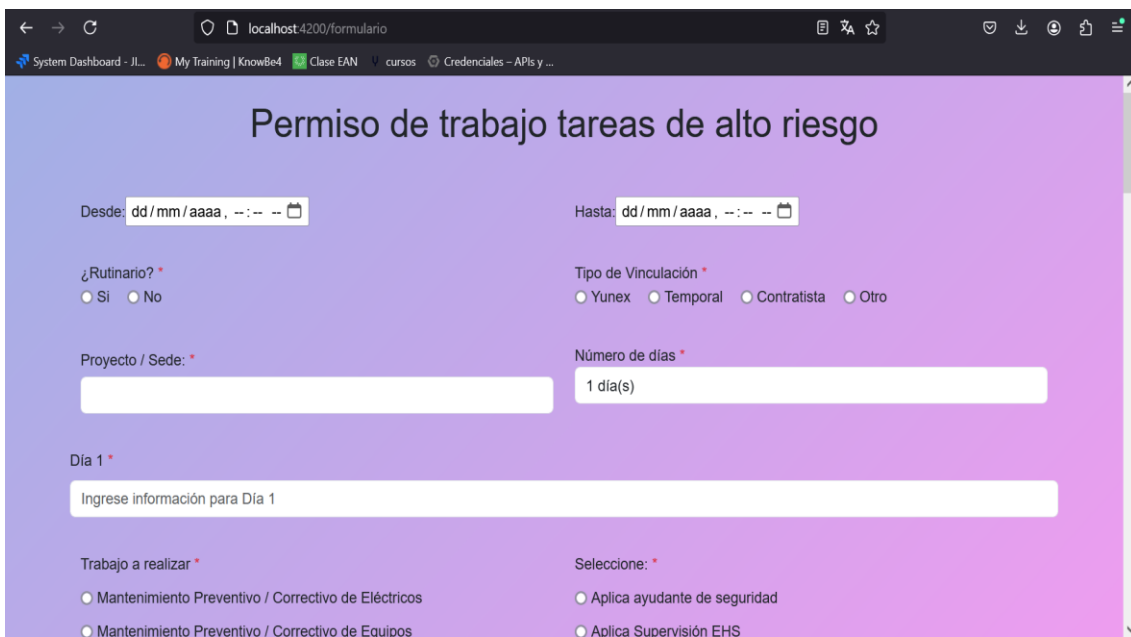 localhost:4200/formulario
System Dashboard - JI... My Training | KnowBe4 Clase EAN cursos Credenciales – APIs y ...
Permiso de trabajo tareas de alto riesgo
Desde: dd/mm/aaaa, --:-- -- Hasta: dd/mm/aaaa, --:-- --
¿Rutinario? * Tipo de Vinculación *
Si No Yunex Temporal Contratista Otro
Proyecto / Sede: * Número de días *
1 día(s)
Día 1 *
Ingrese información para Día 1
Trabajo a realizar * Seleccione: *
Mantenimiento Preventivo / Correctivo de Eléctricos Aplica ayudante de seguridad
Mantenimiento Preventivo / Correctivo de Equipos Aplica Supervisión EHS